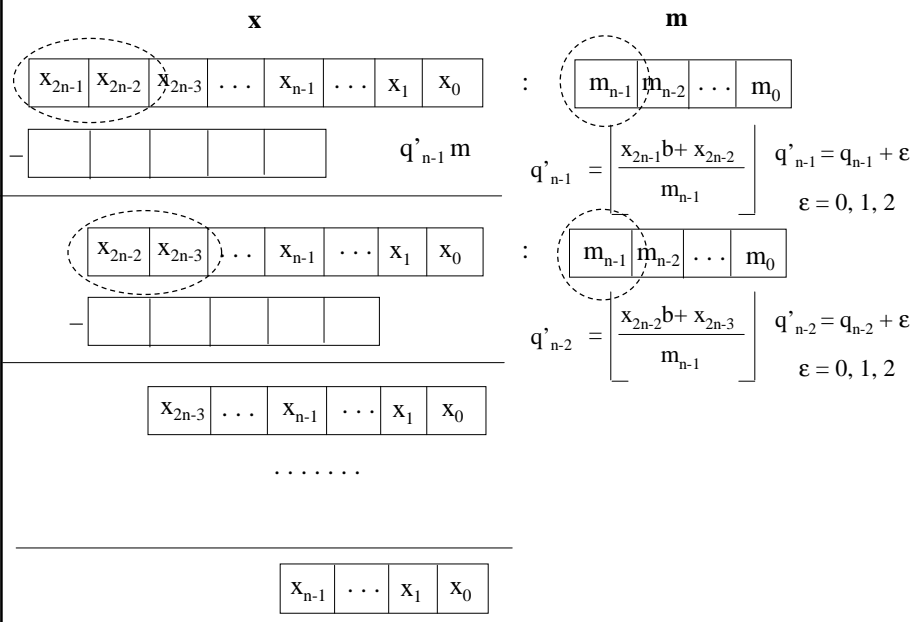 x m
x₂ₙ₋₁ x₂ₙ₋₂ x₂ₙ₋₃ . . . xₙ₋₁ . . . x₁ x₀ : mₙ₋₁ mₙ₋₂ . . . m₀
– q’ₙ₋₁ m q’ₙ₋₁ = ⌊ x₂ₙ₋₁b+ x₂ₙ₋₂ / mₙ₋₁ ⌋ q’ₙ₋₁ = qₙ₋₁ + ε
ε = 0, 1, 2
x₂ₙ₋₂ x₂ₙ₋₃ . . . xₙ₋₁ . . . x₁ x₀ : mₙ₋₁ mₙ₋₂ . . . m₀
– q’ₙ₋₂ = ⌊ x₂ₙ₋₂b+ x₂ₙ₋₃ / mₙ₋₁ ⌋ q’ₙ₋₂ = qₙ₋₂ + ε
ε = 0, 1, 2
x₂ₙ₋₃ . . . xₙ₋₁ . . . x₁ x₀
. . . . . . .
xₙ₋₁ . . . x₁ x₀